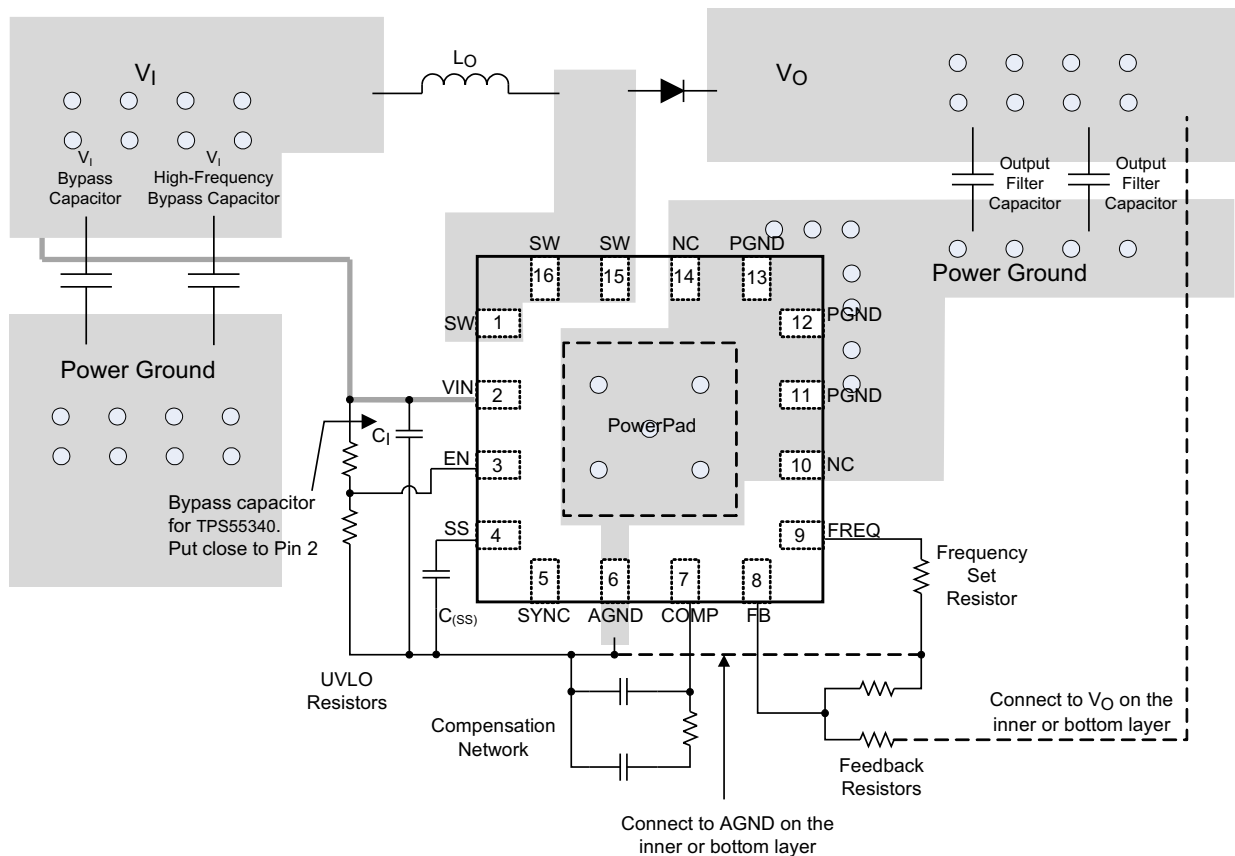 V_I
L_O
V_O
V_I
Bypass
Capacitor
V_I
High-Frequency
Bypass Capacitor
Output
Filter
Capacitor
Output
Filter
Capacitor
SW
SW
NC
PGND
16
15
14
13
Power Ground
SW
1
12
PGND
Power Ground
VIN
2
11
PGND
C_I
PowerPad
EN
3
10
NC
Bypass capacitor
for TPS55340.
Put close to Pin 2
SS
4
9
FREQ
Frequency
Set
Resistor
5
6
7
8
C_(SS)
SYNC
AGND
COMP
FB
UVLO
Resistors
Connect to V_O on the
inner or bottom layer
Compensation
Network
Feedback
Resistors
Connect to AGND on the
inner or bottom layer